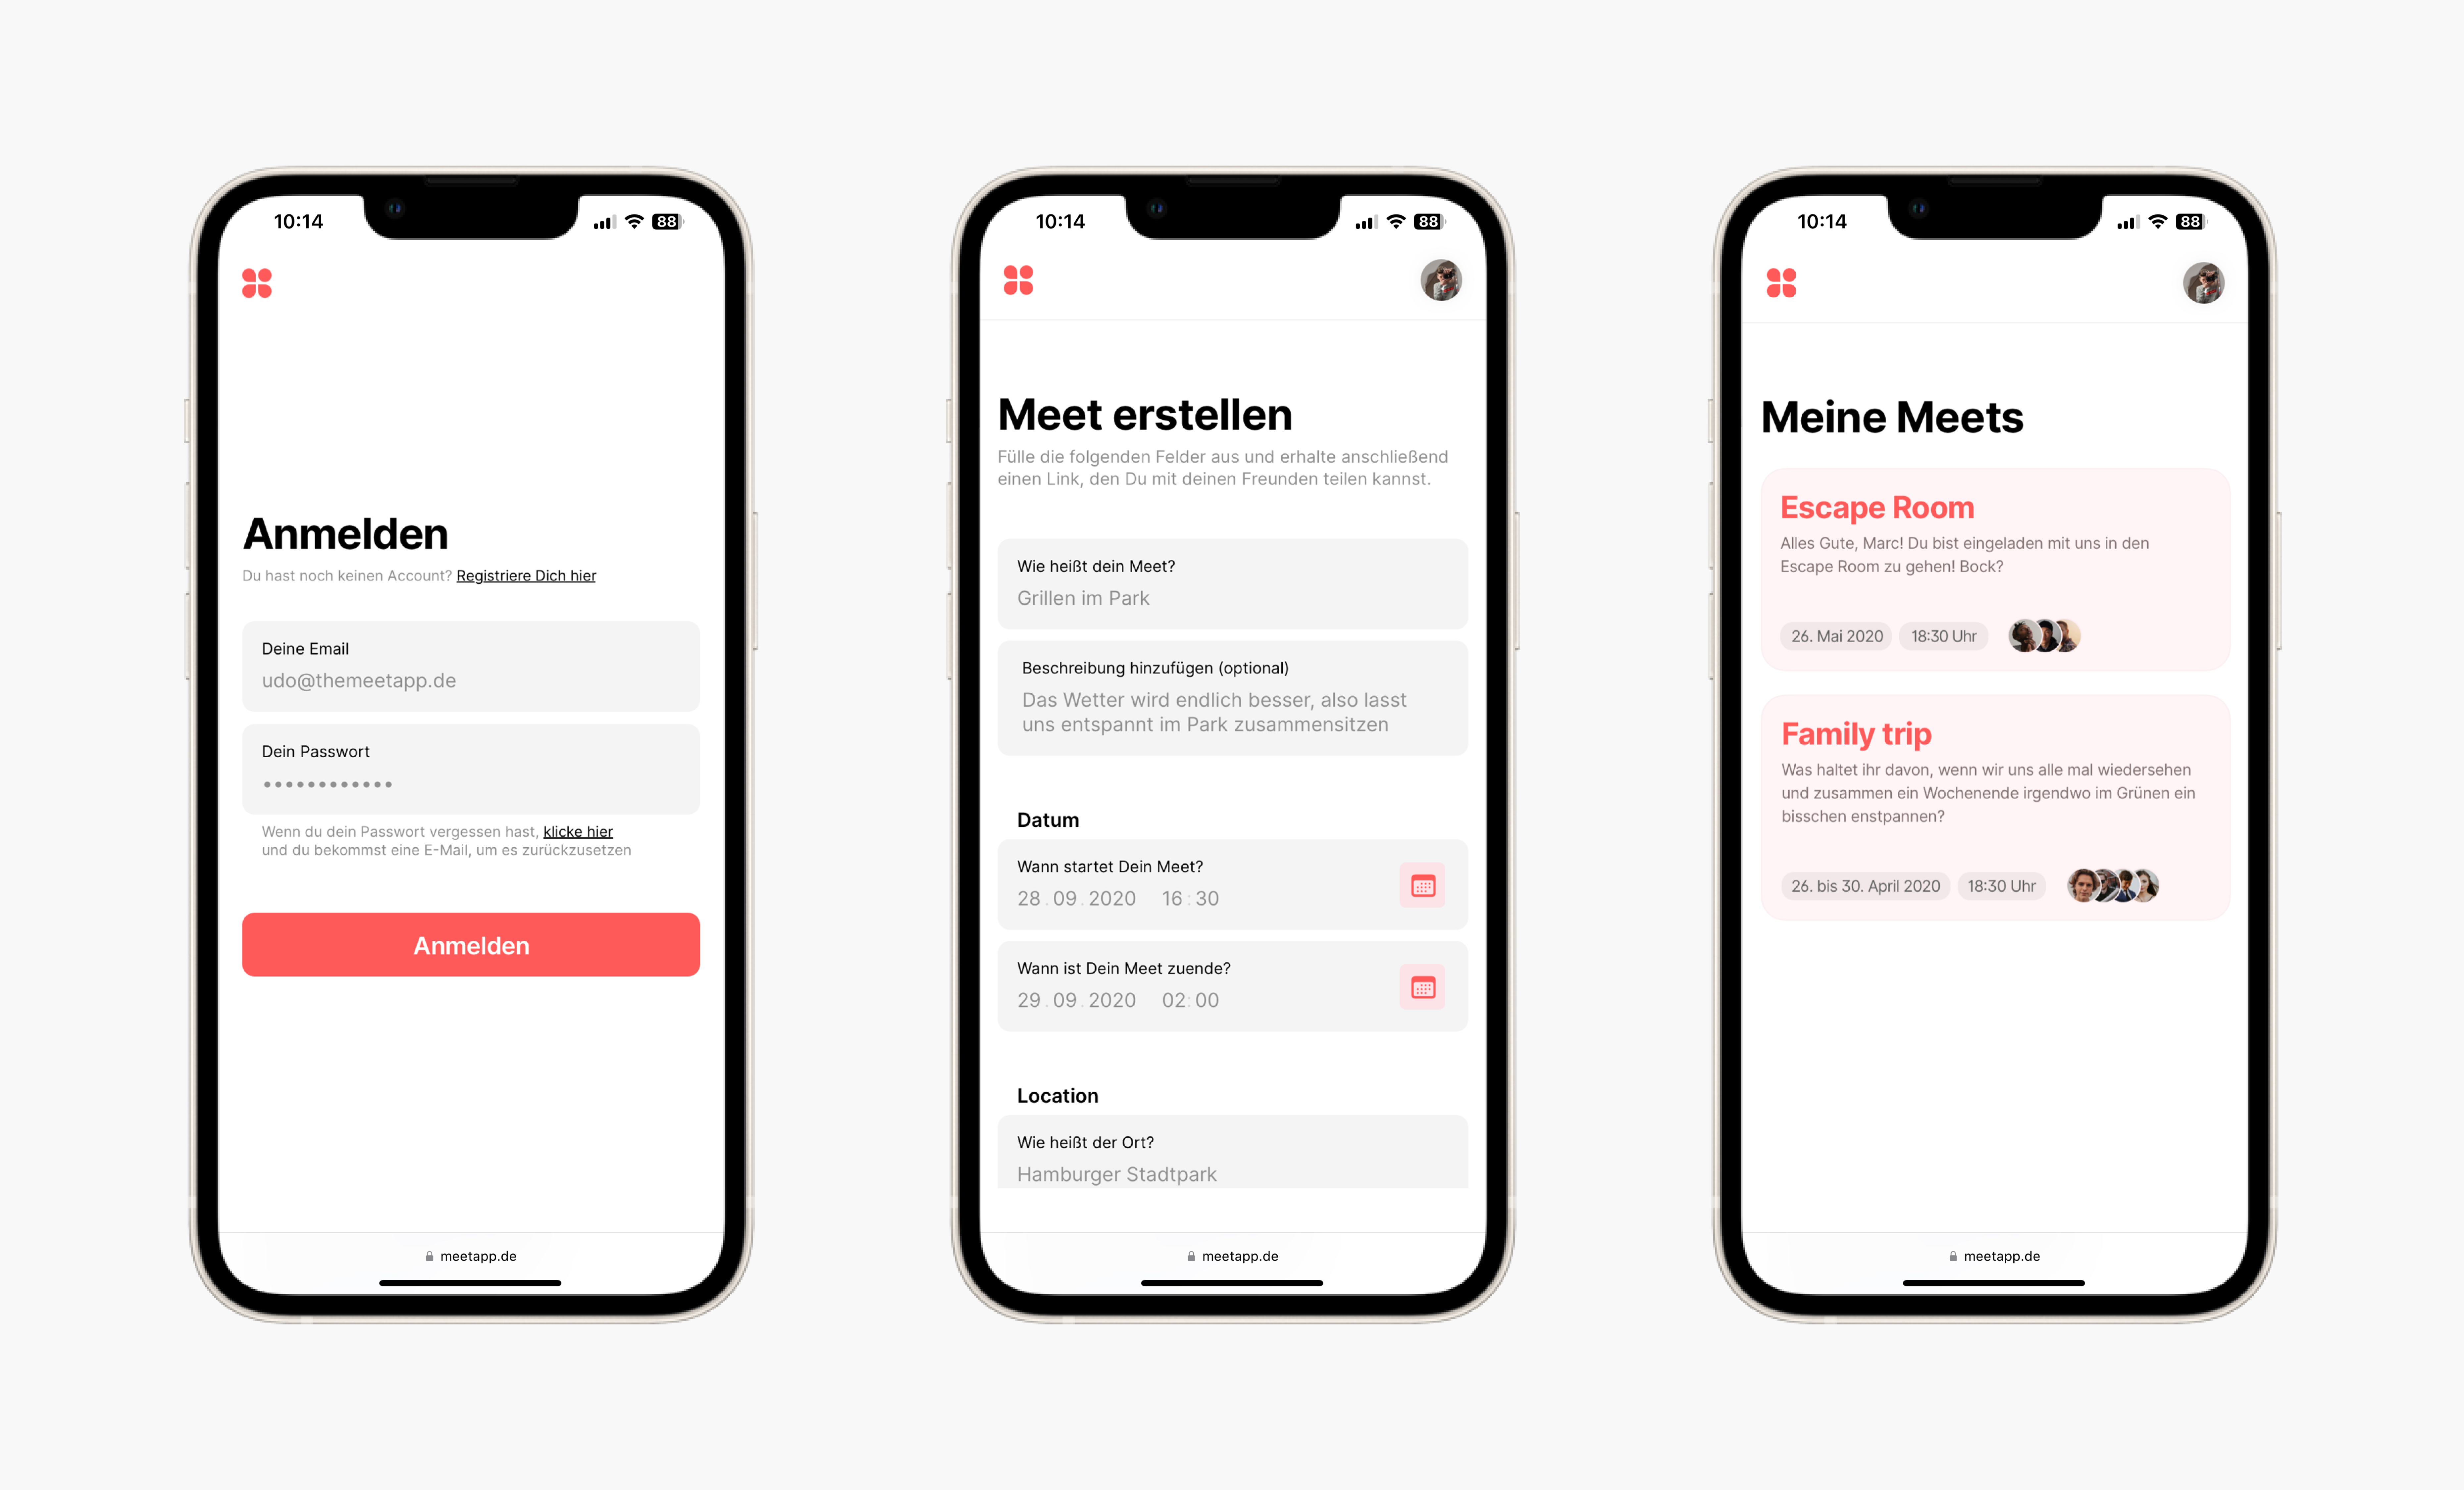 10:14
88
Anmelden
Du hast noch keinen Account? Registriere Dich hier
Deine Email
udo@themeetapp.de
Dein Passwort
••••••••••••
Wenn du dein Passwort vergessen hast, klicke hier
und du bekommst eine E-Mail, um es zurückzusetzen
Anmelden
meetapp.de
10:14
88
Meet erstellen
Fülle die folgenden Felder aus und erhalte anschließend
einen Link, den Du mit deinen Freunden teilen kannst.
Wie heißt dein Meet?
Grillen im Park
Beschreibung hinzufügen (optional)
Das Wetter wird endlich besser, also lasst
uns entspannt im Park zusammensitzen
Datum
Wann startet Dein Meet?
28.09.2020 16:30
Wann ist Dein Meet zuende?
29.09.2020 02:00
Location
Wie heißt der Ort?
Hamburger Stadtpark
meetapp.de
10:14
88
Meine Meets
Escape Room
Alles Gute, Marc! Du bist eingeladen mit uns in den
Escape Room zu gehen! Bock?
26. Mai 2020 18:30 Uhr
Family trip
Was haltet ihr davon, wenn wir uns alle mal wiedersehen
und zusammen ein Wochenende irgendwo im Grünen ein
bisschen enstpannen?
26. bis 30. April 2020 18:30 Uhr
meetapp.de